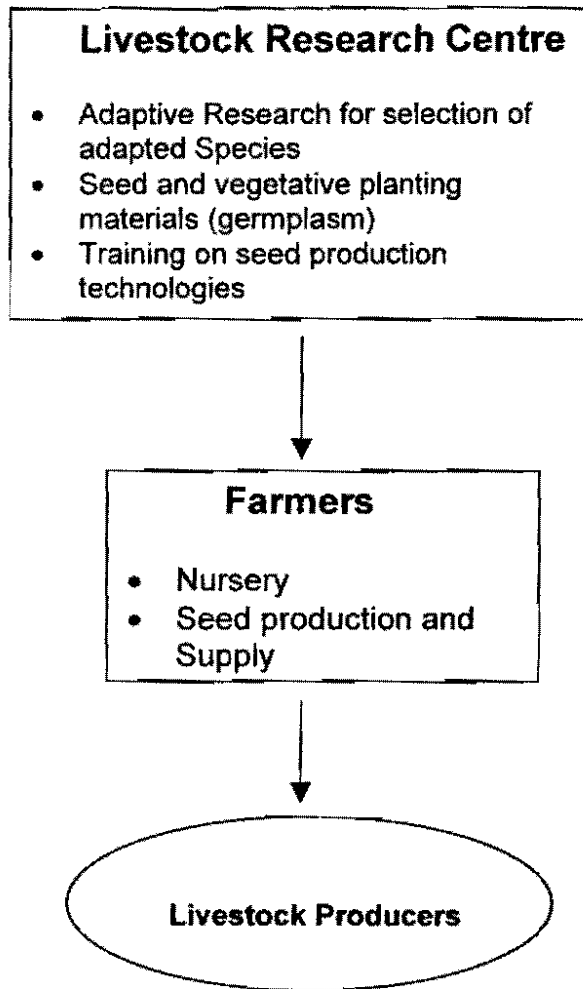 Livestock Research Centre
• Adaptive Research for selection of
adapted Species
• Seed and vegetative planting
materials (germplasm)
• Training on seed production
technologies
Farmers
• Nursery
• Seed production and
Supply
Livestock Producers